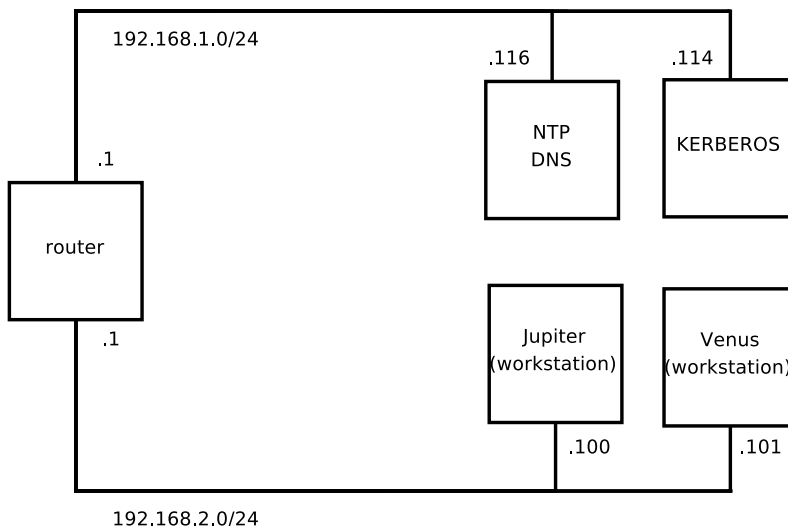 192.168.1.0/24
.116
.114
NTP
DNS
KERBEROS
.1
router
.1
Jupiter
(workstation)
Venus
(workstation)
.100
.101
192.168.2.0/24